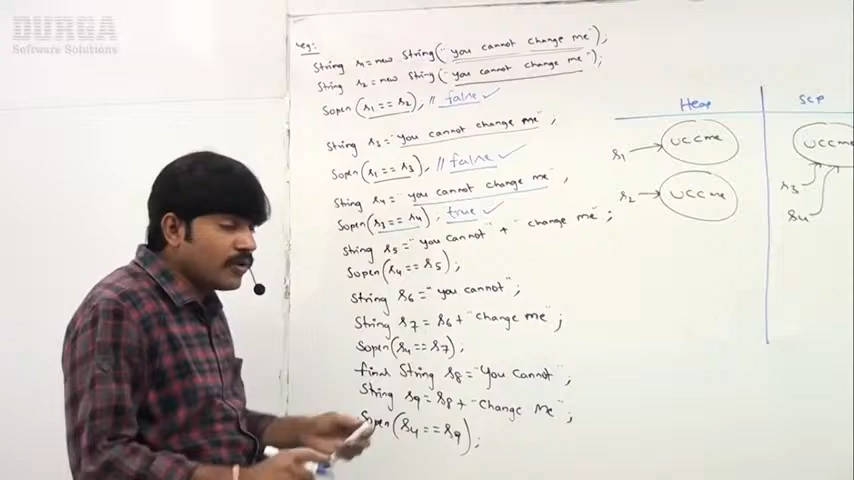 DURGA
Software Solutions
eg:
String s1=new String("you cannot change me");
String s2=new String("you cannot change me");
Sopln(s1==s2); // false ✓
String s3="you cannot change me";
Sopln(s1==s3); // false ✓
String s4="you cannot change me";
Sopln(s3==s4), true ✓
String s5="you cannot" + " change me";
Sopln(s4==s5);
String s6="you cannot";
String s7=s6+"change me";
Sopln(s4==s7);
final String s8="You Cannot";
String s9=s8+"Change Me";
Sopln(s4==s9);
Heap
SCP
s1 → UCCme
s2 → UCCme
UCCme
s3
s4